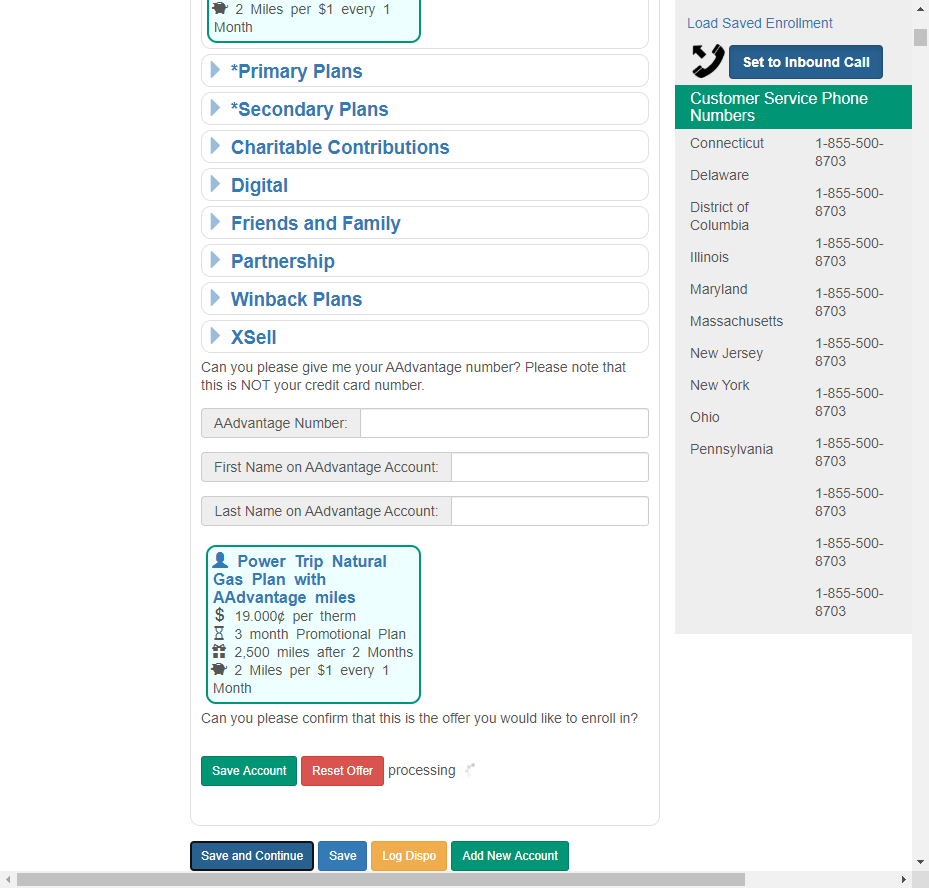 2 Miles per $1 every 1
Month
*Primary Plans
*Secondary Plans
Charitable Contributions
Digital
Friends and Family
Partnership
Winback Plans
XSell
Can you please give me your AAdvantage number? Please note that
this is NOT your credit card number.
AAdvantage Number:
First Name on AAdvantage Account:
Last Name on AAdvantage Account:
Power Trip Natural
Gas Plan with
AAdvantage miles
$ 19.000¢ per therm
3 month Promotional Plan
2,500 miles after 2 Months
2 Miles per $1 every 1
Month
Can you please confirm that this is the offer you would like to enroll in?
Save Account Reset Offer processing
Save and Continue Save Log Dispo Add New Account
Load Saved Enrollment
Set to Inbound Call
Customer Service Phone
Numbers
Connecticut
Delaware
District of
Columbia
Illinois
Maryland
Massachusetts
New Jersey
New York
Ohio
Pennsylvania
1-855-500-
8703
1-855-500-
8703
1-855-500-
8703
1-855-500-
8703
1-855-500-
8703
1-855-500-
8703
1-855-500-
8703
1-855-500-
8703
1-855-500-
8703
1-855-500-
8703